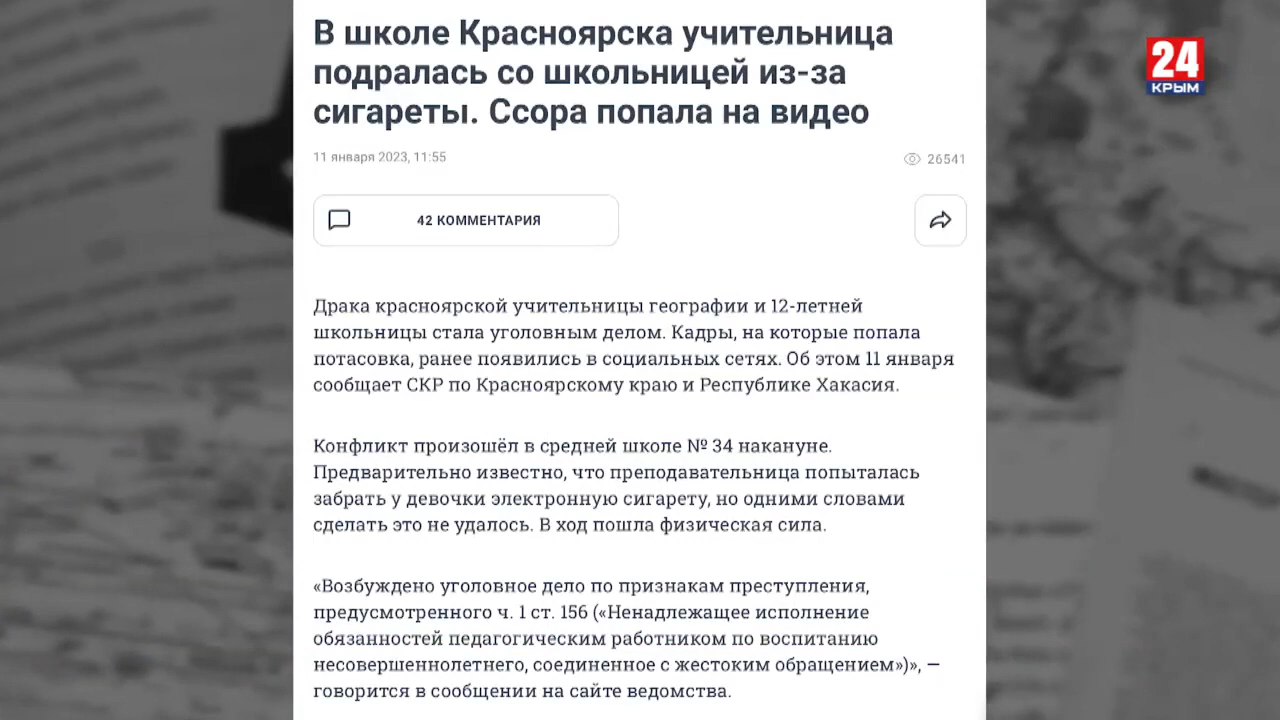 В школе Красноярска учительница
подралась со школьницей из-за
сигареты. Ссора попала на видео
24
КРЫМ
11 января 2023, 11:55
26541
42 КОММЕНТАРИЯ
Драка красноярской учительницы географии и 12-летней
школьницы стала уголовным делом. Кадры, на которые попала
потасовка, ранее появились в социальных сетях. Об этом 11 января
сообщает СКР по Красноярскому краю и Республике Хакасия.
Конфликт произошёл в средней школе № 34 накануне.
Предварительно известно, что преподавательница попыталась
забрать у девочки электронную сигарету, но одними словами
сделать это не удалось. В ход пошла физическая сила.
«Возбуждено уголовное дело по признакам преступления,
предусмотренного ч. 1 ст. 156 («Ненадлежащее исполнение
обязанностей педагогическим работником по воспитанию
несовершеннолетнего, соединенное с жестоким обращением»)», —
говорится в сообщении на сайте ведомства.